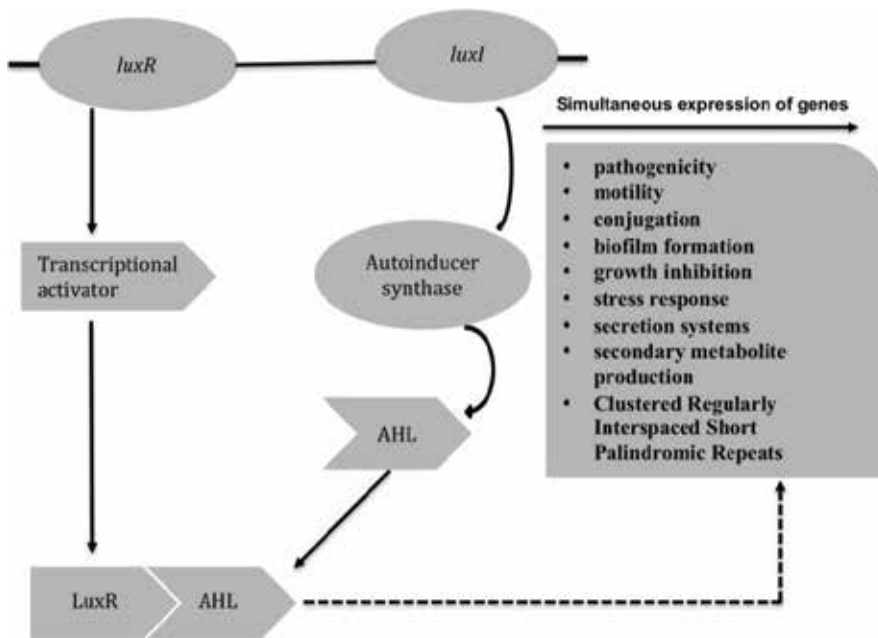 luxR
luxI
Simultaneous expression of genes
• pathogenicity
• motility
• conjugation
• biofilm formation
• growth inhibition
• stress response
• secretion systems
• secondary metabolite
production
• Clustered Regularly
Interspaced Short
Palindromic Repeats
Transcriptional
activator
Autoinducer
synthase
AHL
LuxR
AHL